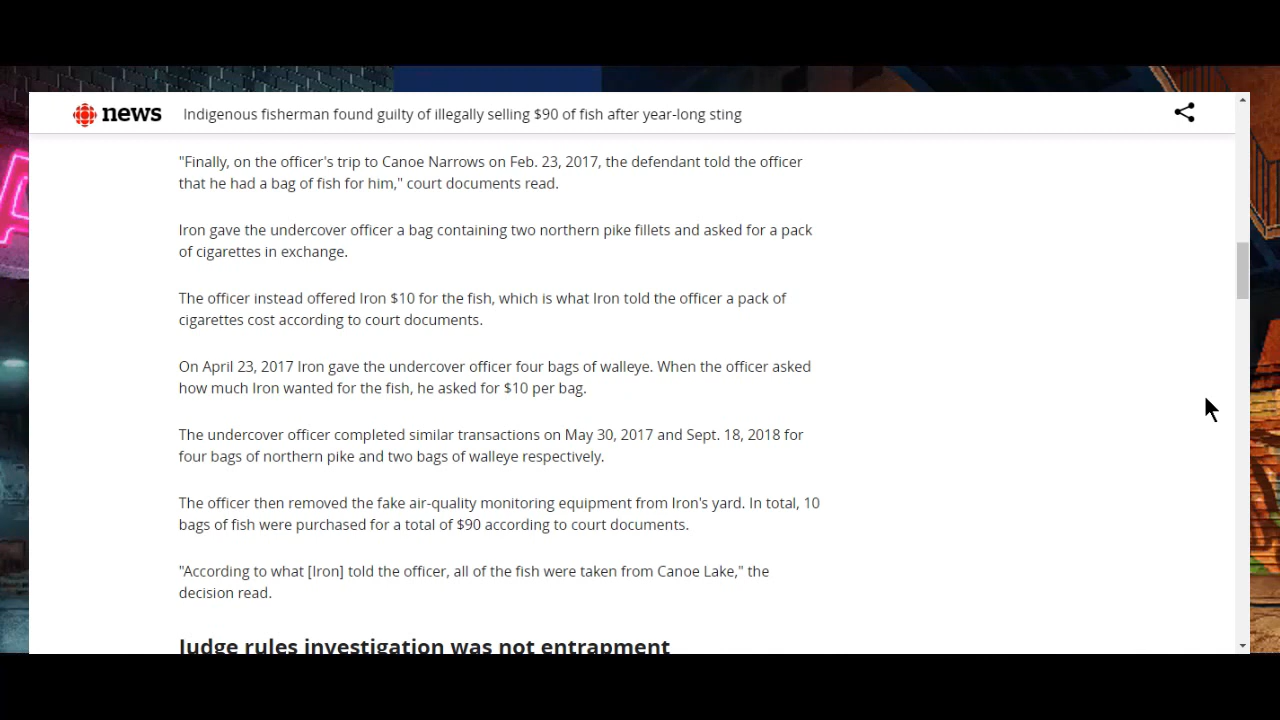 news
Indigenous fisherman found guilty of illegally selling $90 of fish after year-long sting
"Finally, on the officer's trip to Canoe Narrows on Feb. 23, 2017, the defendant told the officer
that he had a bag of fish for him," court documents read.
Iron gave the undercover officer a bag containing two northern pike fillets and asked for a pack
of cigarettes in exchange.
The officer instead offered Iron $10 for the fish, which is what Iron told the officer a pack of
cigarettes cost according to court documents.
On April 23, 2017 Iron gave the undercover officer four bags of walleye. When the officer asked
how much Iron wanted for the fish, he asked for $10 per bag.
The undercover officer completed similar transactions on May 30, 2017 and Sept. 18, 2018 for
four bags of northern pike and two bags of walleye respectively.
The officer then removed the fake air-quality monitoring equipment from Iron's yard. In total, 10
bags of fish were purchased for a total of $90 according to court documents.
"According to what [Iron] told the officer, all of the fish were taken from Canoe Lake," the
decision read.
Judge rules investigation was not entrapment